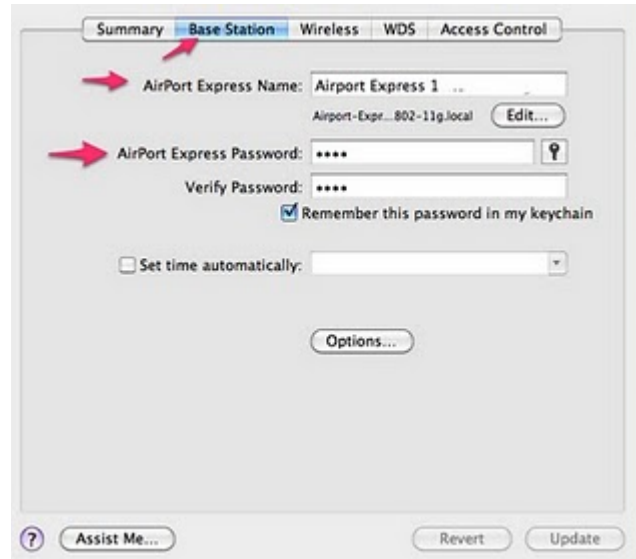 Summary Base Station Wireless WDS Access Control
AirPort Express Name: Airport Express 1
Airport-Expr...802-11g.local Edit...
AirPort Express Password: ••••
Verify Password: ••••
Remember this password in my keychain
Set time automatically:
Options...
? Assist Me... Revert Update